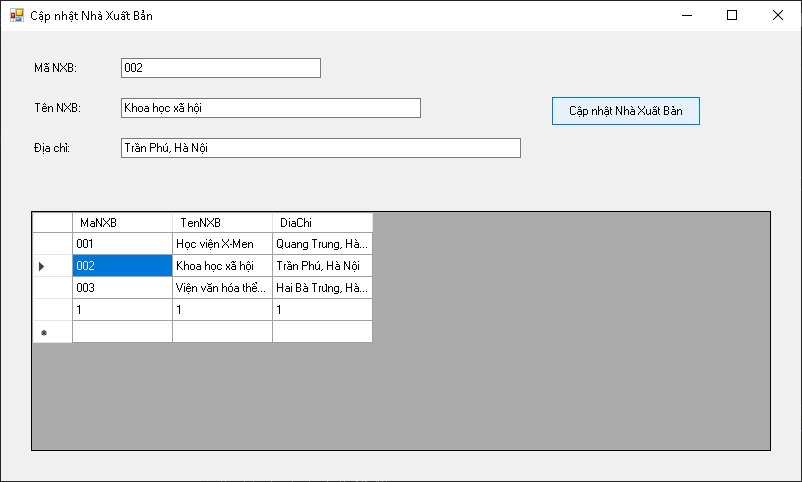 Cập nhật Nhà Xuất Bản
Mã NXB: 002
Tên NXB: Khoa học xã hội
Cập nhật Nhà Xuất Bản
Địa chỉ: Trần Phú, Hà Nội
MaNXB TenNXB DiaChi
001 Học viện X-Men Quang Trung, Hà...
002 Khoa học xã hội Trần Phú, Hà Nội
003 Viện văn hóa thể... Hai Bà Trưng, Hà...
1 1 1